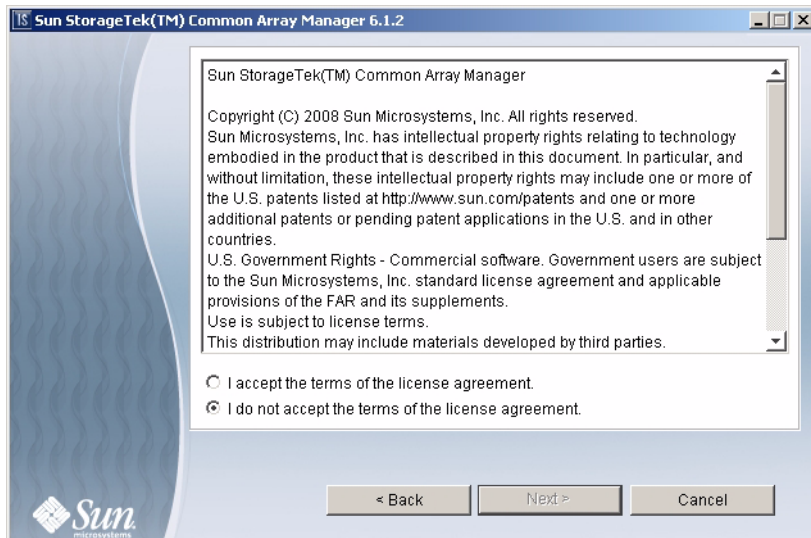 Sun StorageTek(TM) Common Array Manager 6.1.2
Sun StorageTek(TM) Common Array Manager
Copyright (C) 2008 Sun Microsystems, Inc. All rights reserved.
Sun Microsystems, Inc. has intellectual property rights relating to technology
embodied in the product that is described in this document. In particular, and
without limitation, these intellectual property rights may include one or more of
the U.S. patents listed at http://www.sun.com/patents and one or more
additional patents or pending patent applications in the U.S. and in other
countries.
U.S. Government Rights - Commercial software. Government users are subject
to the Sun Microsystems, Inc. standard license agreement and applicable
provisions of the FAR and its supplements.
Use is subject to license terms.
This distribution may include materials developed by third parties.
I accept the terms of the license agreement.
I do not accept the terms of the license agreement.
< Back
Next >
Cancel
Sun
microsystems